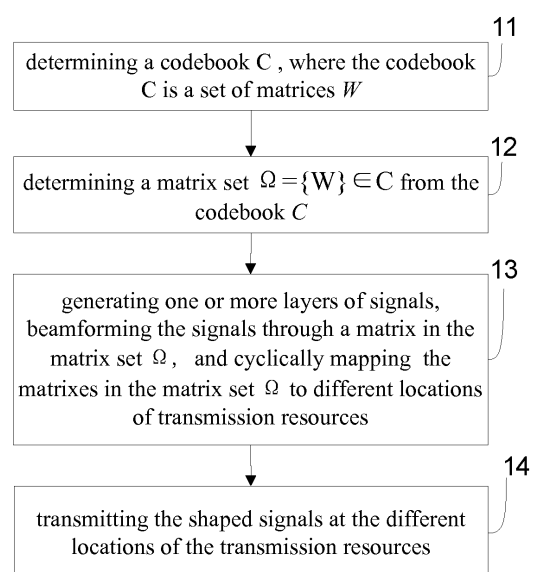 11
determining a codebook C , where the codebook
C is a set of matrices W
12
determining a matrix set Ω={W}∈C from the
codebook C
13
generating one or more layers of signals,
beamforming the signals through a matrix in the
matrix set Ω, and cyclically mapping the
matrixes in the matrix set Ω to different locations
of transmission resources
14
transmitting the shaped signals at the different
locations of the transmission resources